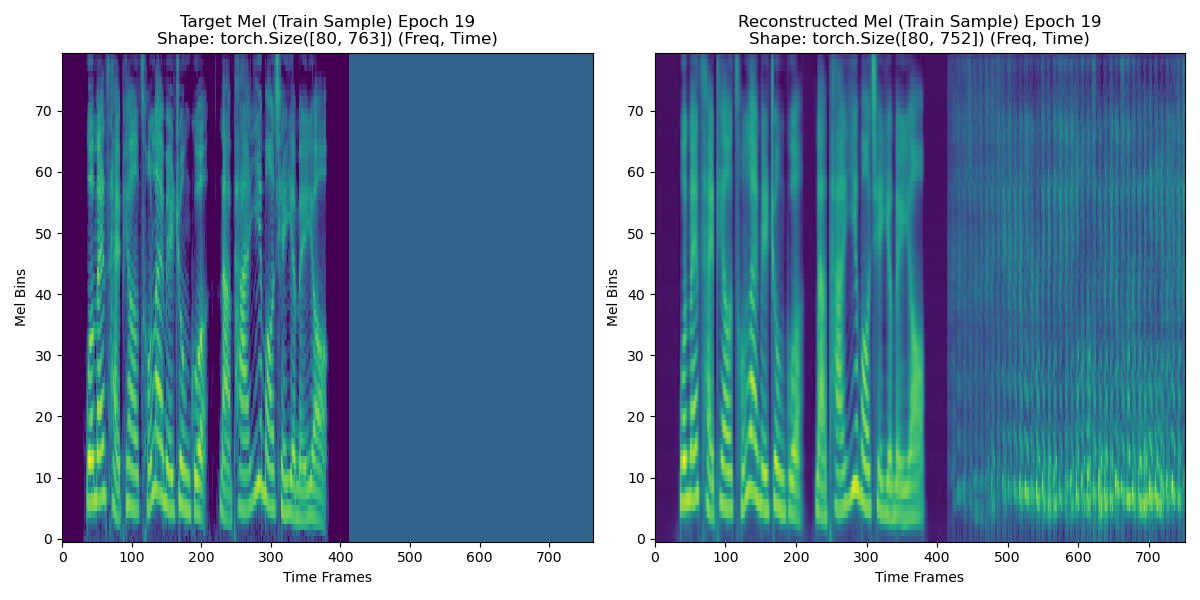 Target Mel (Train Sample) Epoch 19
Shape: torch.Size([80, 763]) (Freq, Time)
Mel Bins
70
60
50
40
30
20
10
0
0 100 200 300 400 500 600 700
Time Frames
Reconstructed Mel (Train Sample) Epoch 19
Shape: torch.Size([80, 752]) (Freq, Time)
Mel Bins
70
60
50
40
30
20
10
0
0 100 200 300 400 500 600 700
Time Frames